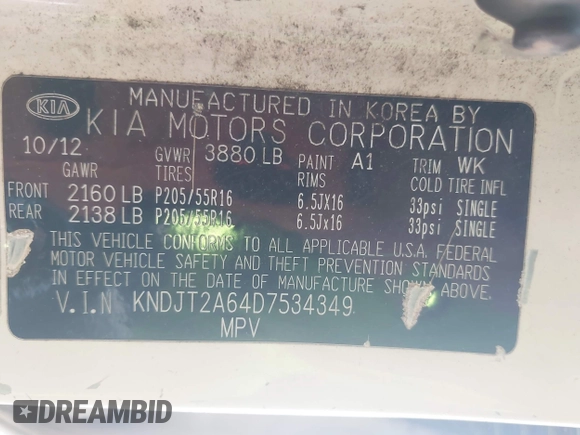 KIA
MANUFACTURED IN KOREA BY
KIA MOTORS CORPORATION
10/12 GVWR 3880 LB PAINT A1 TRIM WK
GAWR TIRES RIMS COLD TIRE INFL
FRONT 2160 LB P205/55R16 6.5JX16 33psi SINGLE
REAR 2138 LB P205/55R16 6.5Jx16 33psi SINGLE
THIS VEHICLE CONFORMS TO ALL APPLICABLE U.S.A. FEDERAL
MOTOR VEHICLE SAFETY AND THEFT PREVENTION STANDARDS
IN EFFECT ON THE DATE OF MANUFACTURE SHOWN ABOVE.
V.I.N KNDJT2A64D7534349
MPV
DREAMBID